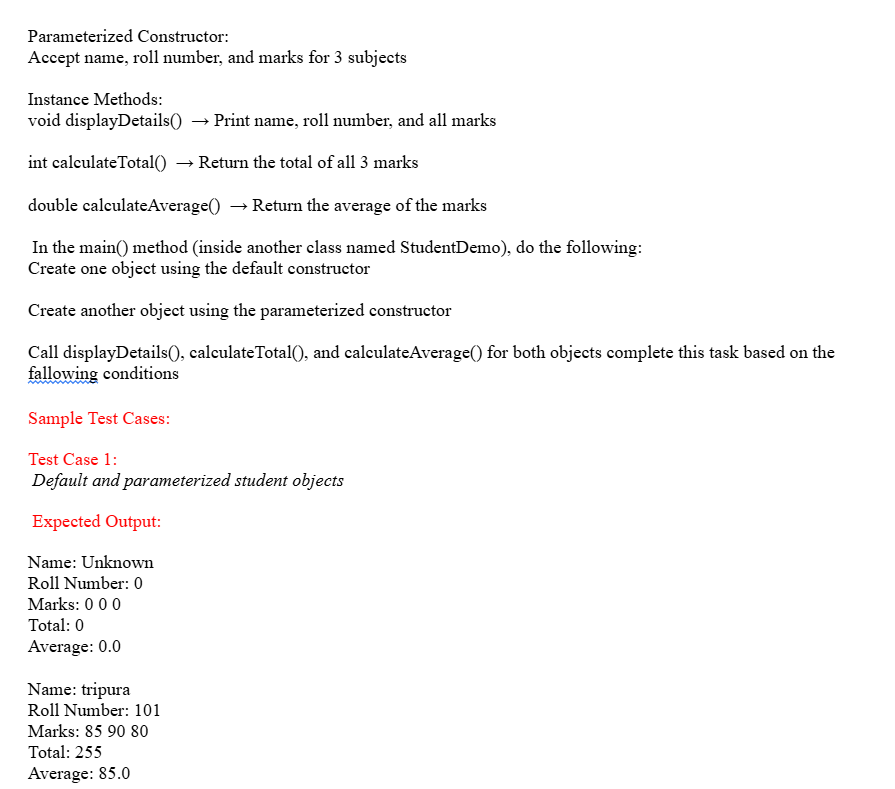 Parameterized Constructor:
Accept name, roll number, and marks for 3 subjects
Instance Methods:
void displayDetails() → Print name, roll number, and all marks
int calculateTotal() → Return the total of all 3 marks
double calculateAverage() → Return the average of the marks
In the main() method (inside another class named StudentDemo), do the following:
Create one object using the default constructor
Create another object using the parameterized constructor
Call displayDetails(), calculateTotal(), and calculateAverage() for both objects complete this task based on the
fallowing conditions
Sample Test Cases:
Test Case 1:
Default and parameterized student objects
Expected Output:
Name: Unknown
Roll Number: 0
Marks: 0 0 0
Total: 0
Average: 0.0
Name: tripura
Roll Number: 101
Marks: 85 90 80
Total: 255
Average: 85.0